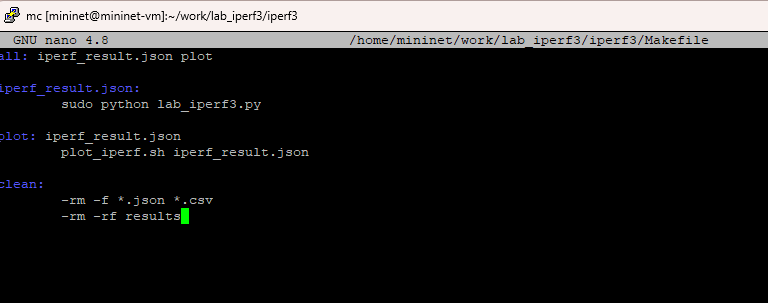 mc [mininet@mininet-vm]:~/work/lab_iperf3/iperf3
GNU nano 4.8 /home/mininet/work/lab_iperf3/iperf3/Makefile
all: iperf_result.json plot
iperf_result.json:
sudo python lab_iperf3.py
plot: iperf_result.json
plot_iperf.sh iperf_result.json
clean:
-rm -f *.json *.csv
-rm -rf results